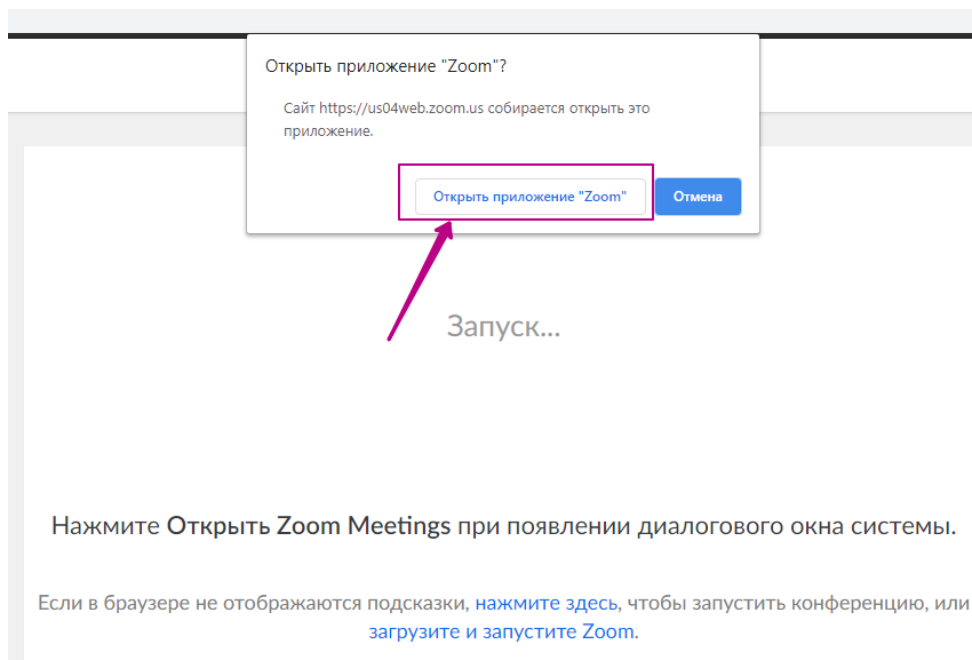 Открыть приложение "Zoom"?
Сайт https://us04web.zoom.us собирается открыть это
приложение.
Открыть приложение "Zoom"
Отмена
Запуск...
Нажмите Открыть Zoom Meetings при появлении диалогового окна системы.
Если в браузере не отображаются подсказки, нажмите здесь, чтобы запустить конференцию, или
загрузите и запустите Zoom.